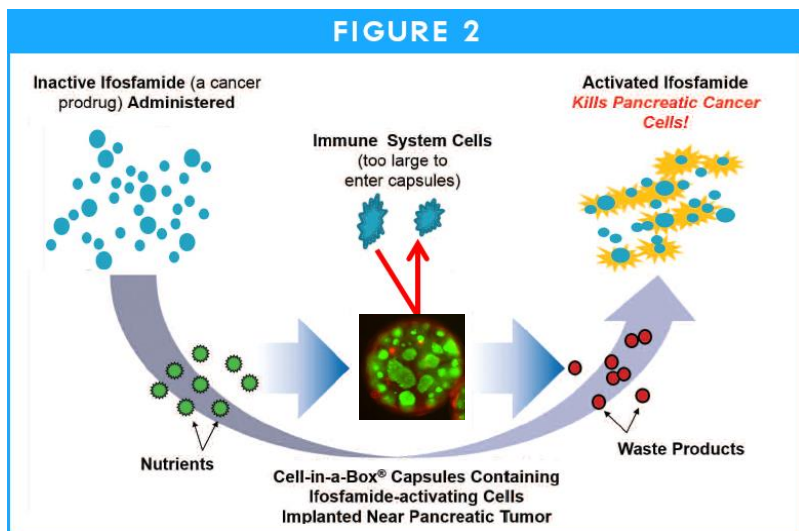 FIGURE 2
Inactive Ifosfamide (a cancer
prodrug) Administered
Immune System Cells
(too large to
enter capsules)
Activated Ifosfamide
Kills Pancreatic Cancer
Cells!
Nutrients
Waste Products
Cell-in-a-Box® Capsules Containing
Ifosfamide-activating Cells
Implanted Near Pancreatic Tumor